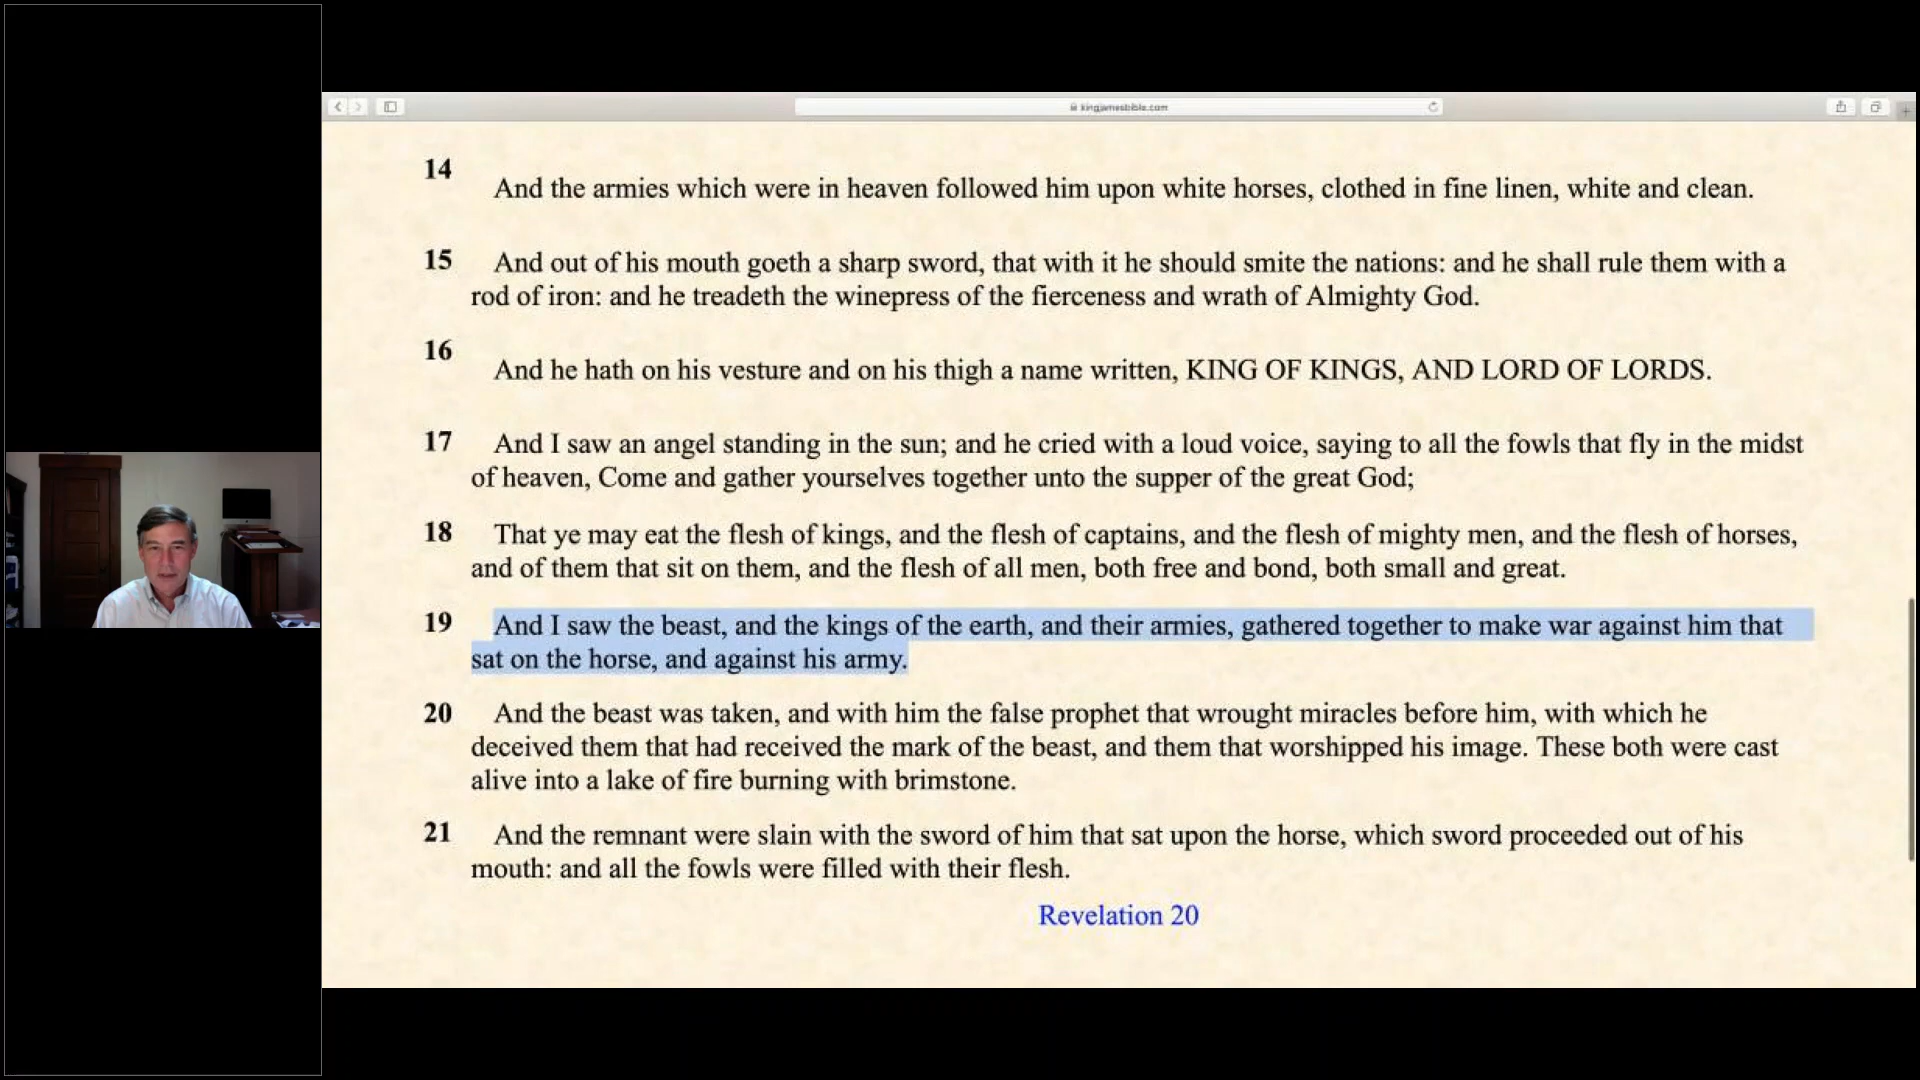 kingjamesbible.com
14
And the armies which were in heaven followed him upon white horses, clothed in fine linen, white and clean.
15 And out of his mouth goeth a sharp sword, that with it he should smite the nations: and he shall rule them with a
rod of iron: and he treadeth the winepress of the fierceness and wrath of Almighty God.
16
And he hath on his vesture and on his thigh a name written, KING OF KINGS, AND LORD OF LORDS.
17 And I saw an angel standing in the sun; and he cried with a loud voice, saying to all the fowls that fly in the midst
of heaven, Come and gather yourselves together unto the supper of the great God;
18 That ye may eat the flesh of kings, and the flesh of captains, and the flesh of mighty men, and the flesh of horses,
and of them that sit on them, and the flesh of all men, both free and bond, both small and great.
19 And I saw the beast, and the kings of the earth, and their armies, gathered together to make war against him that
sat on the horse, and against his army.
20 And the beast was taken, and with him the false prophet that wrought miracles before him, with which he
deceived them that had received the mark of the beast, and them that worshipped his image. These both were cast
alive into a lake of fire burning with brimstone.
21 And the remnant were slain with the sword of him that sat upon the horse, which sword proceeded out of his
mouth: and all the fowls were filled with their flesh.
Revelation 20